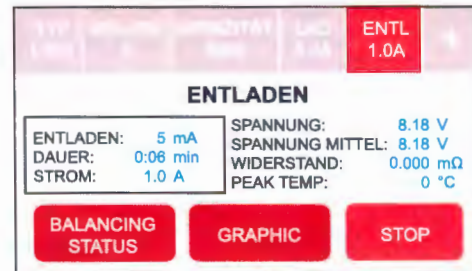 ENTL
1.0A
ENTLADEN
ENTLADEN: 5 mA
DAUER: 0:06 min
STROM: 1.0 A
SPANNUNG: 8.18 V
SPANNUNG MITTEL: 8.18 V
WIDERSTAND: 0.000 mΩ
PEAK TEMP: 0 °C
BALANCING
STATUS
GRAPHIC
STOP